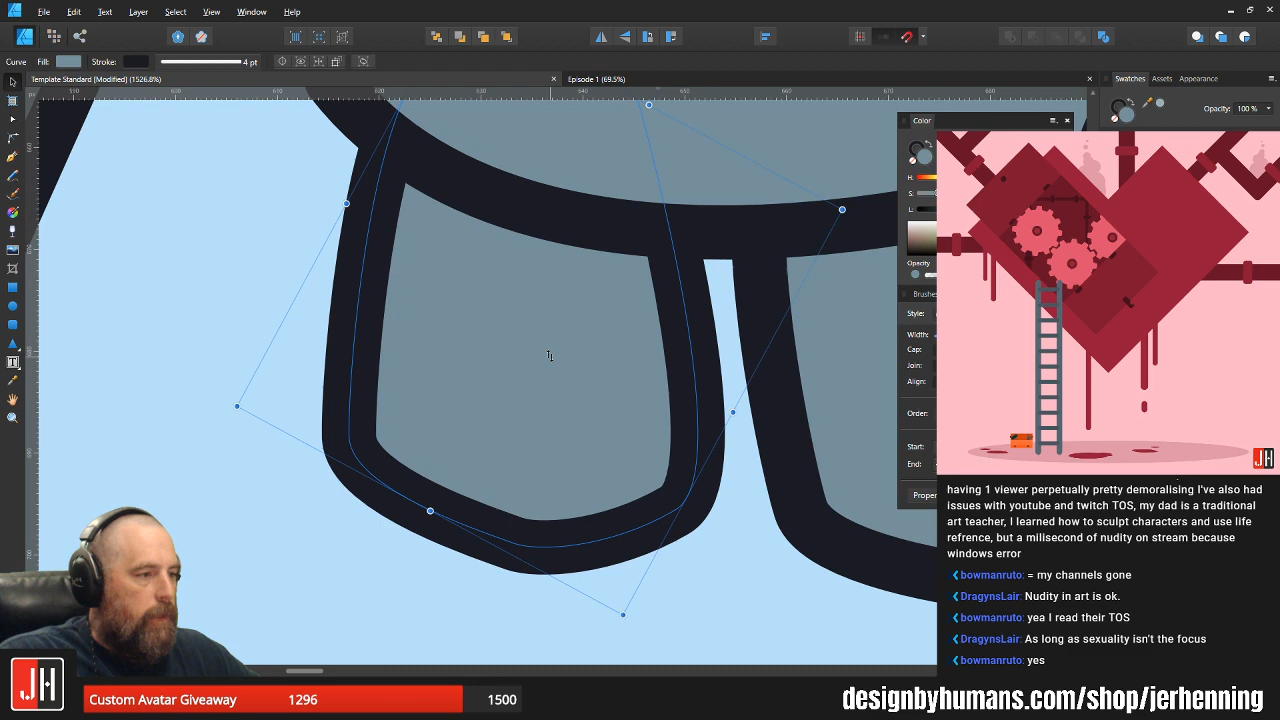 File Edit Text Layer Select View Window Help
Curve Fill: Stroke: 4 pt
Template Standard [Modified] (1526.8%)
Episode 1 (69.5%)
Swatches Assets Appearance
Opacity: 100 %
px
Color
H:
S:
L:
Opacity
Brushes
Style:
Width:
Cap:
Join:
Align:
Order:
Start:
End:
Proper
JH
having 1 viewer perpetually pretty demoralising I've also had
issues with youtube and twitch TOS, my dad is a traditional
art teacher, I learned how to sculpt characters and use life
refrence, but a milisecond of nudity on stream because
windows error
bowmanruto: = my channels gone
DragynsLair: Nudity in art is ok.
bowmanruto: yea I read their TOS
DragynsLair: As long as sexuality isn't the focus
bowmanruto: yes
JH
Custom Avatar Giveaway 1296 1500
designbyhumans.com/shop/jerhenning